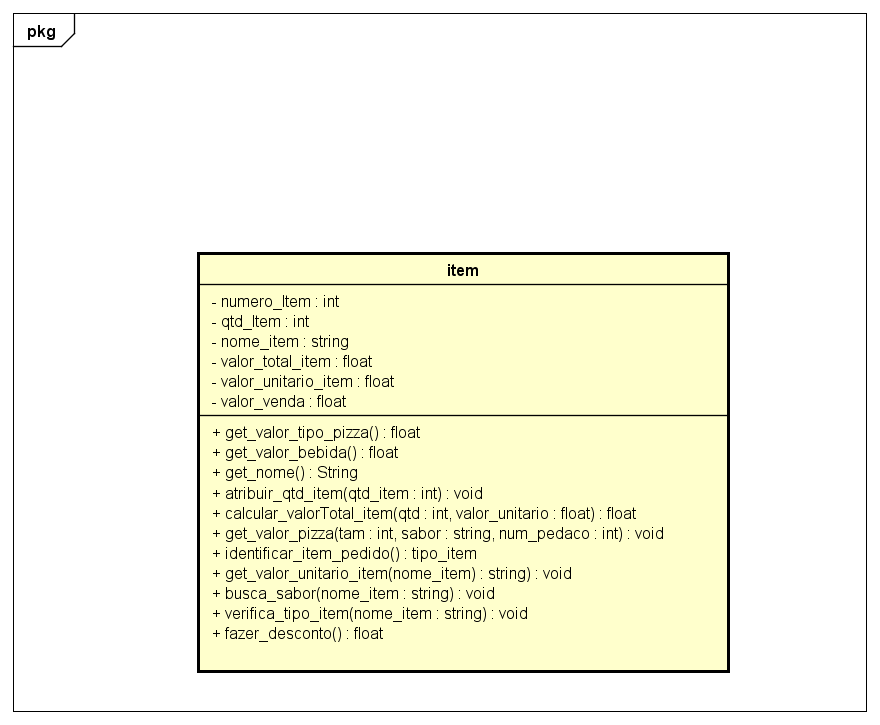 pkg
item
- numero_Item : int
- qtd_Item : int
- nome_item : string
- valor_total_item : float
- valor_unitario_item : float
- valor_venda : float
+ get_valor_tipo_pizza() : float
+ get_valor_bebida() : float
+ get_nome() : String
+ atribuir_qtd_item(qtd_item : int) : void
+ calcular_valorTotal_item(qtd : int, valor_unitario : float) : float
+ get_valor_pizza(tam : int, sabor : string, num_pedaco : int) : void
+ identificar_item_pedido() : tipo_item
+ get_valor_unitario_item(nome_item) : string) : void
+ busca_sabor(nome_item : string) : void
+ verifica_tipo_item(nome_item : string) : void
+ fazer_desconto() : float